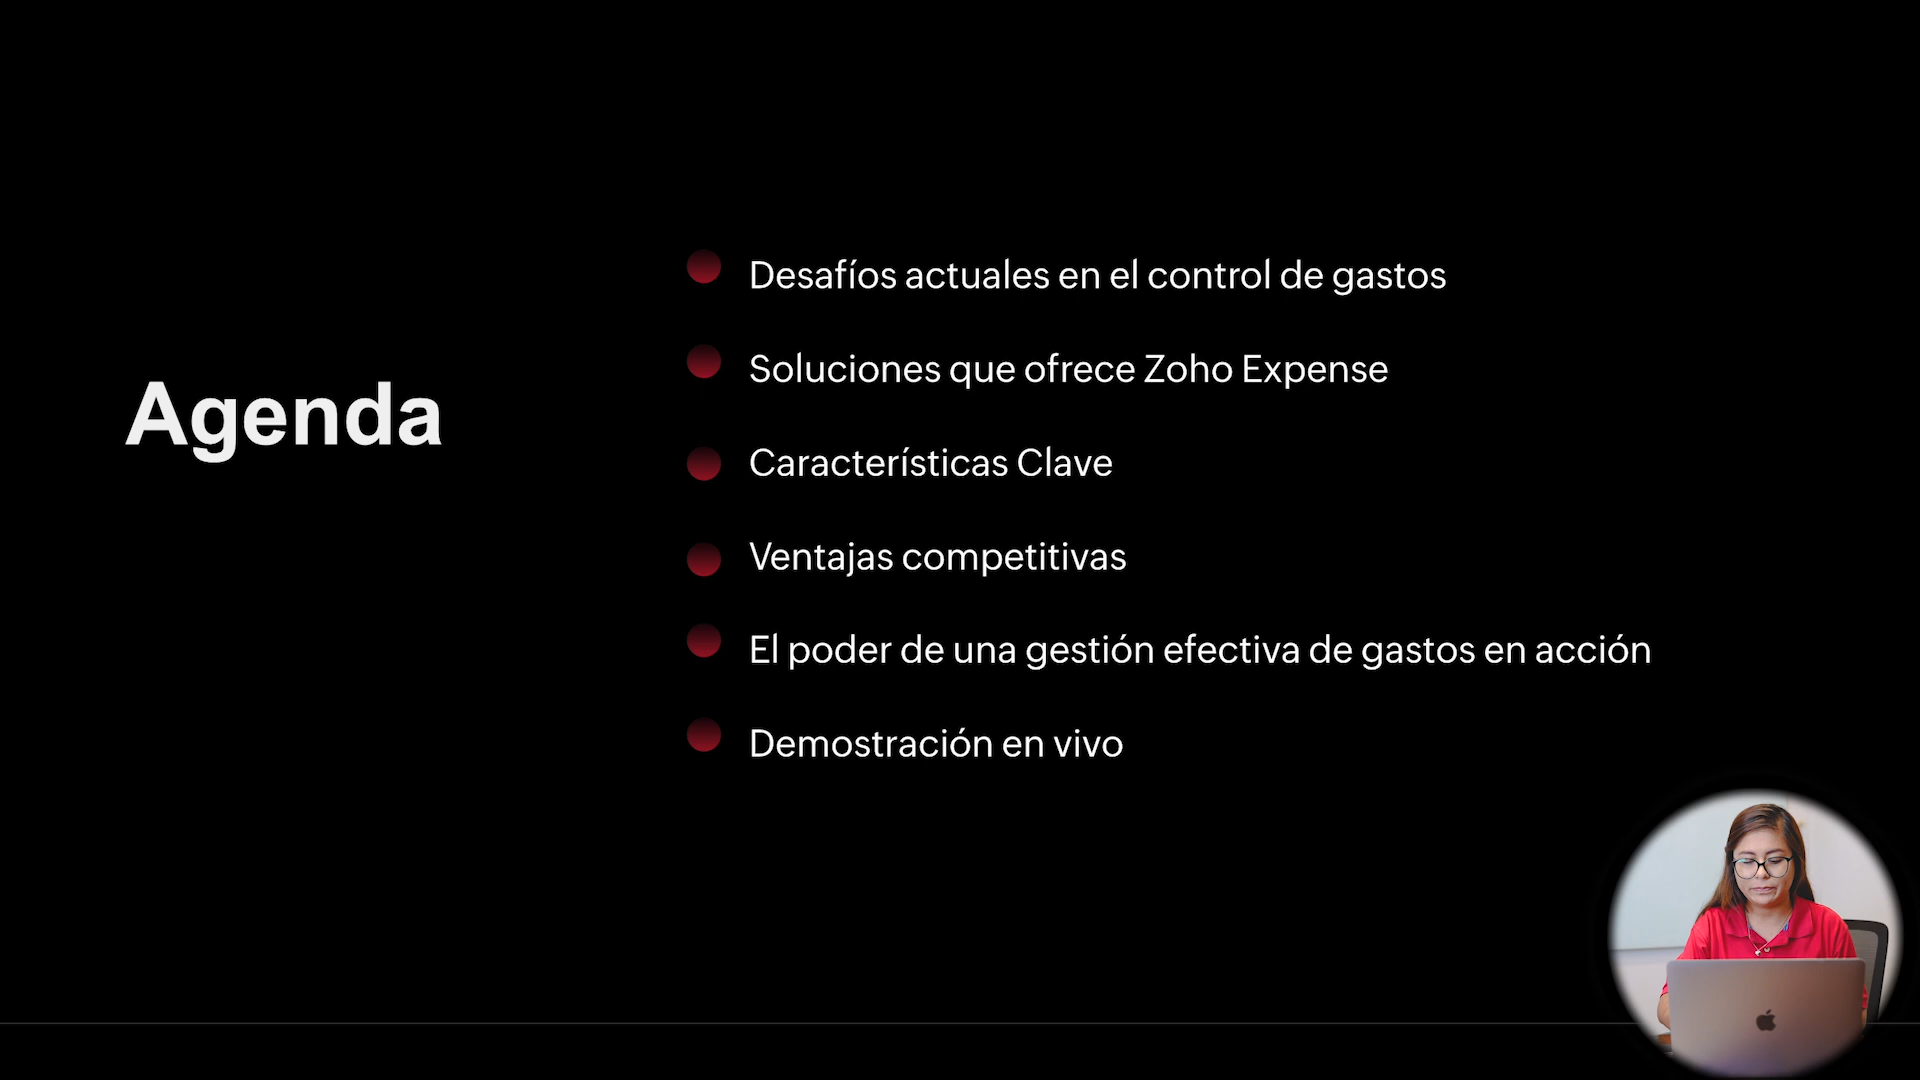 Agenda
Desafíos actuales en el control de gastos
Soluciones que ofrece Zoho Expense
Características Clave
Ventajas competitivas
El poder de una gestión efectiva de gastos en acción
Demostración en vivo